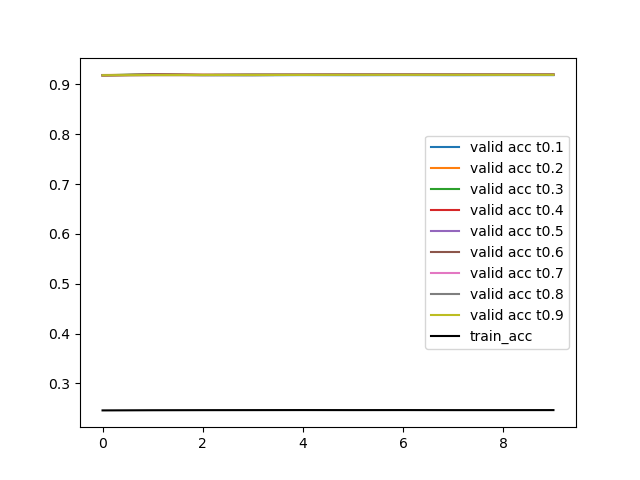 0.9
0.8
0.7
0.6
0.5
0.4
0.3
0 2 4 6 8
valid acc t0.1
valid acc t0.2
valid acc t0.3
valid acc t0.4
valid acc t0.5
valid acc t0.6
valid acc t0.7
valid acc t0.8
valid acc t0.9
train_acc